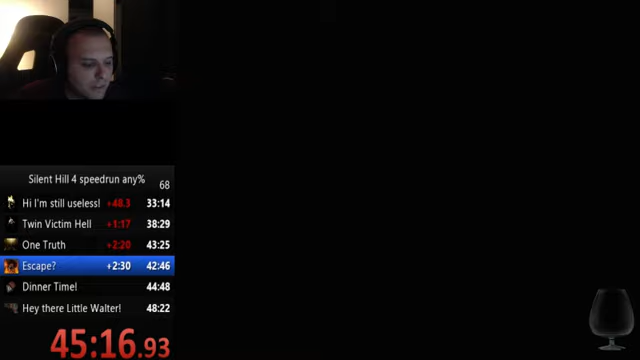 Silent Hill 4 speedrun any%
68
Hi I'm still useless! +48.3 33:14
Twin Victim Hell +1:17 38:29
One Truth +2:20 43:25
Escape? +2:30 42:46
Dinner Time! 44:48
Hey there Little Walter! 48:22
45:16.93